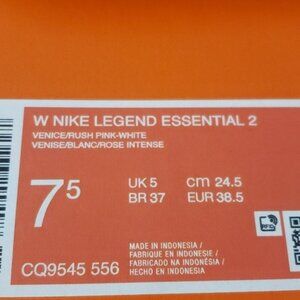 W NIKE LEGEND ESSENTIAL 2
VENICE/RUSH PINK-WHITE
VENISE/BLANC/ROSE INTENSE
7⁵
UK 5 cm 24.5
BR 37 EUR 38.5
MADE IN INDONESIA /
FABRIQUE EN INDONESIE /
FABRICADO NA INDONÉSIA /
HECHO EN INDONESIA
CQ9545 556